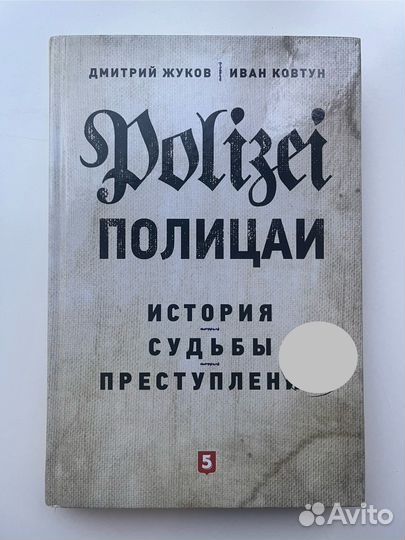 ДМИТРИЙ ЖУКОВ ИВАН КОВТУН
Polizei
ПОЛИЦАИ
ИСТОРИЯ
СУДЬБЫ
ПРЕСТУПЛЕНИ
5
Avito